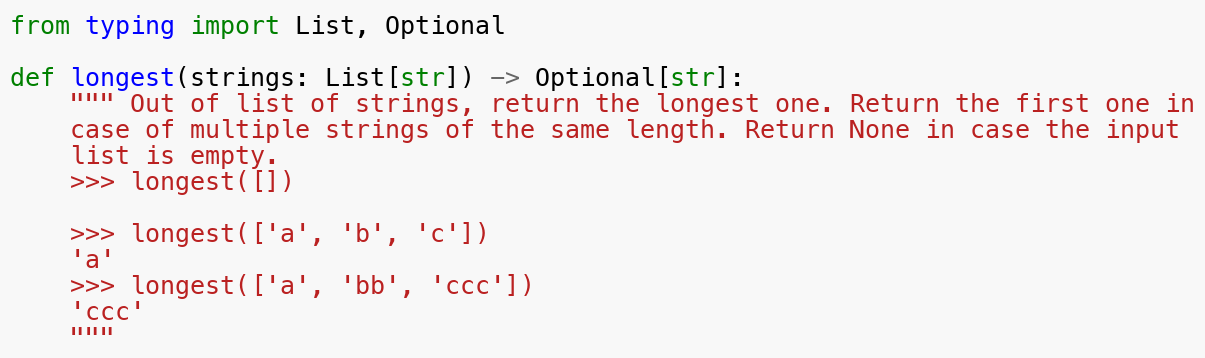 from typing import List, Optional

def longest(strings: List[str]) -> Optional[str]:
    """ Out of list of strings, return the longest one. Return the first one in
    case of multiple strings of the same length. Return None in case the input
    list is empty.
    >>> longest([])

    >>> longest(['a', 'b', 'c'])
    'a'
    >>> longest(['a', 'bb', 'ccc'])
    'ccc'
    """